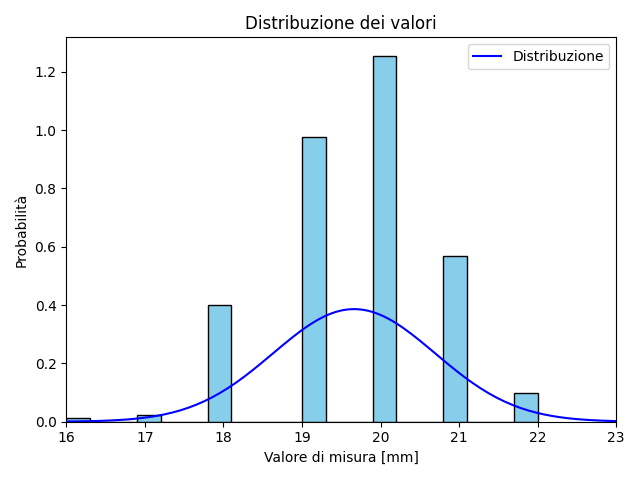 Distribuzione dei valori
Distribuzione
Probabilità
1.2
1.0
0.8
0.6
0.4
0.2
0.0
16 17 18 19 20 21 22 23
Valore di misura [mm]